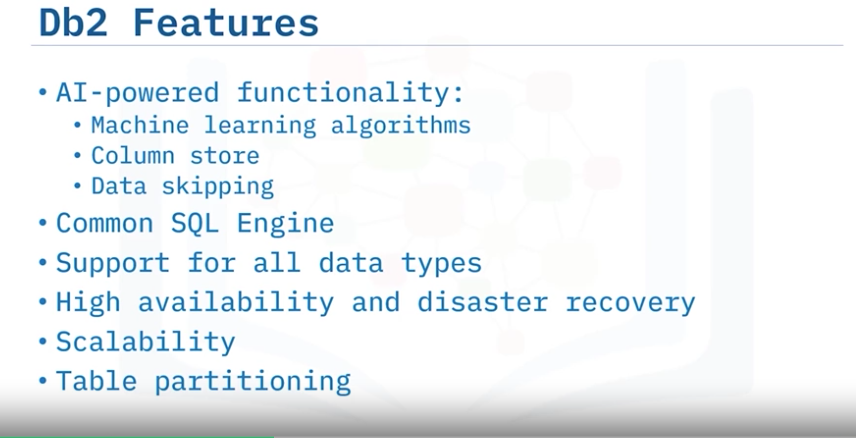 Db2 Features
• AI-powered functionality:
• Machine learning algorithms
• Column store
• Data skipping
• Common SQL Engine
• Support for all data types
• High availability and disaster recovery
• Scalability
• Table partitioning